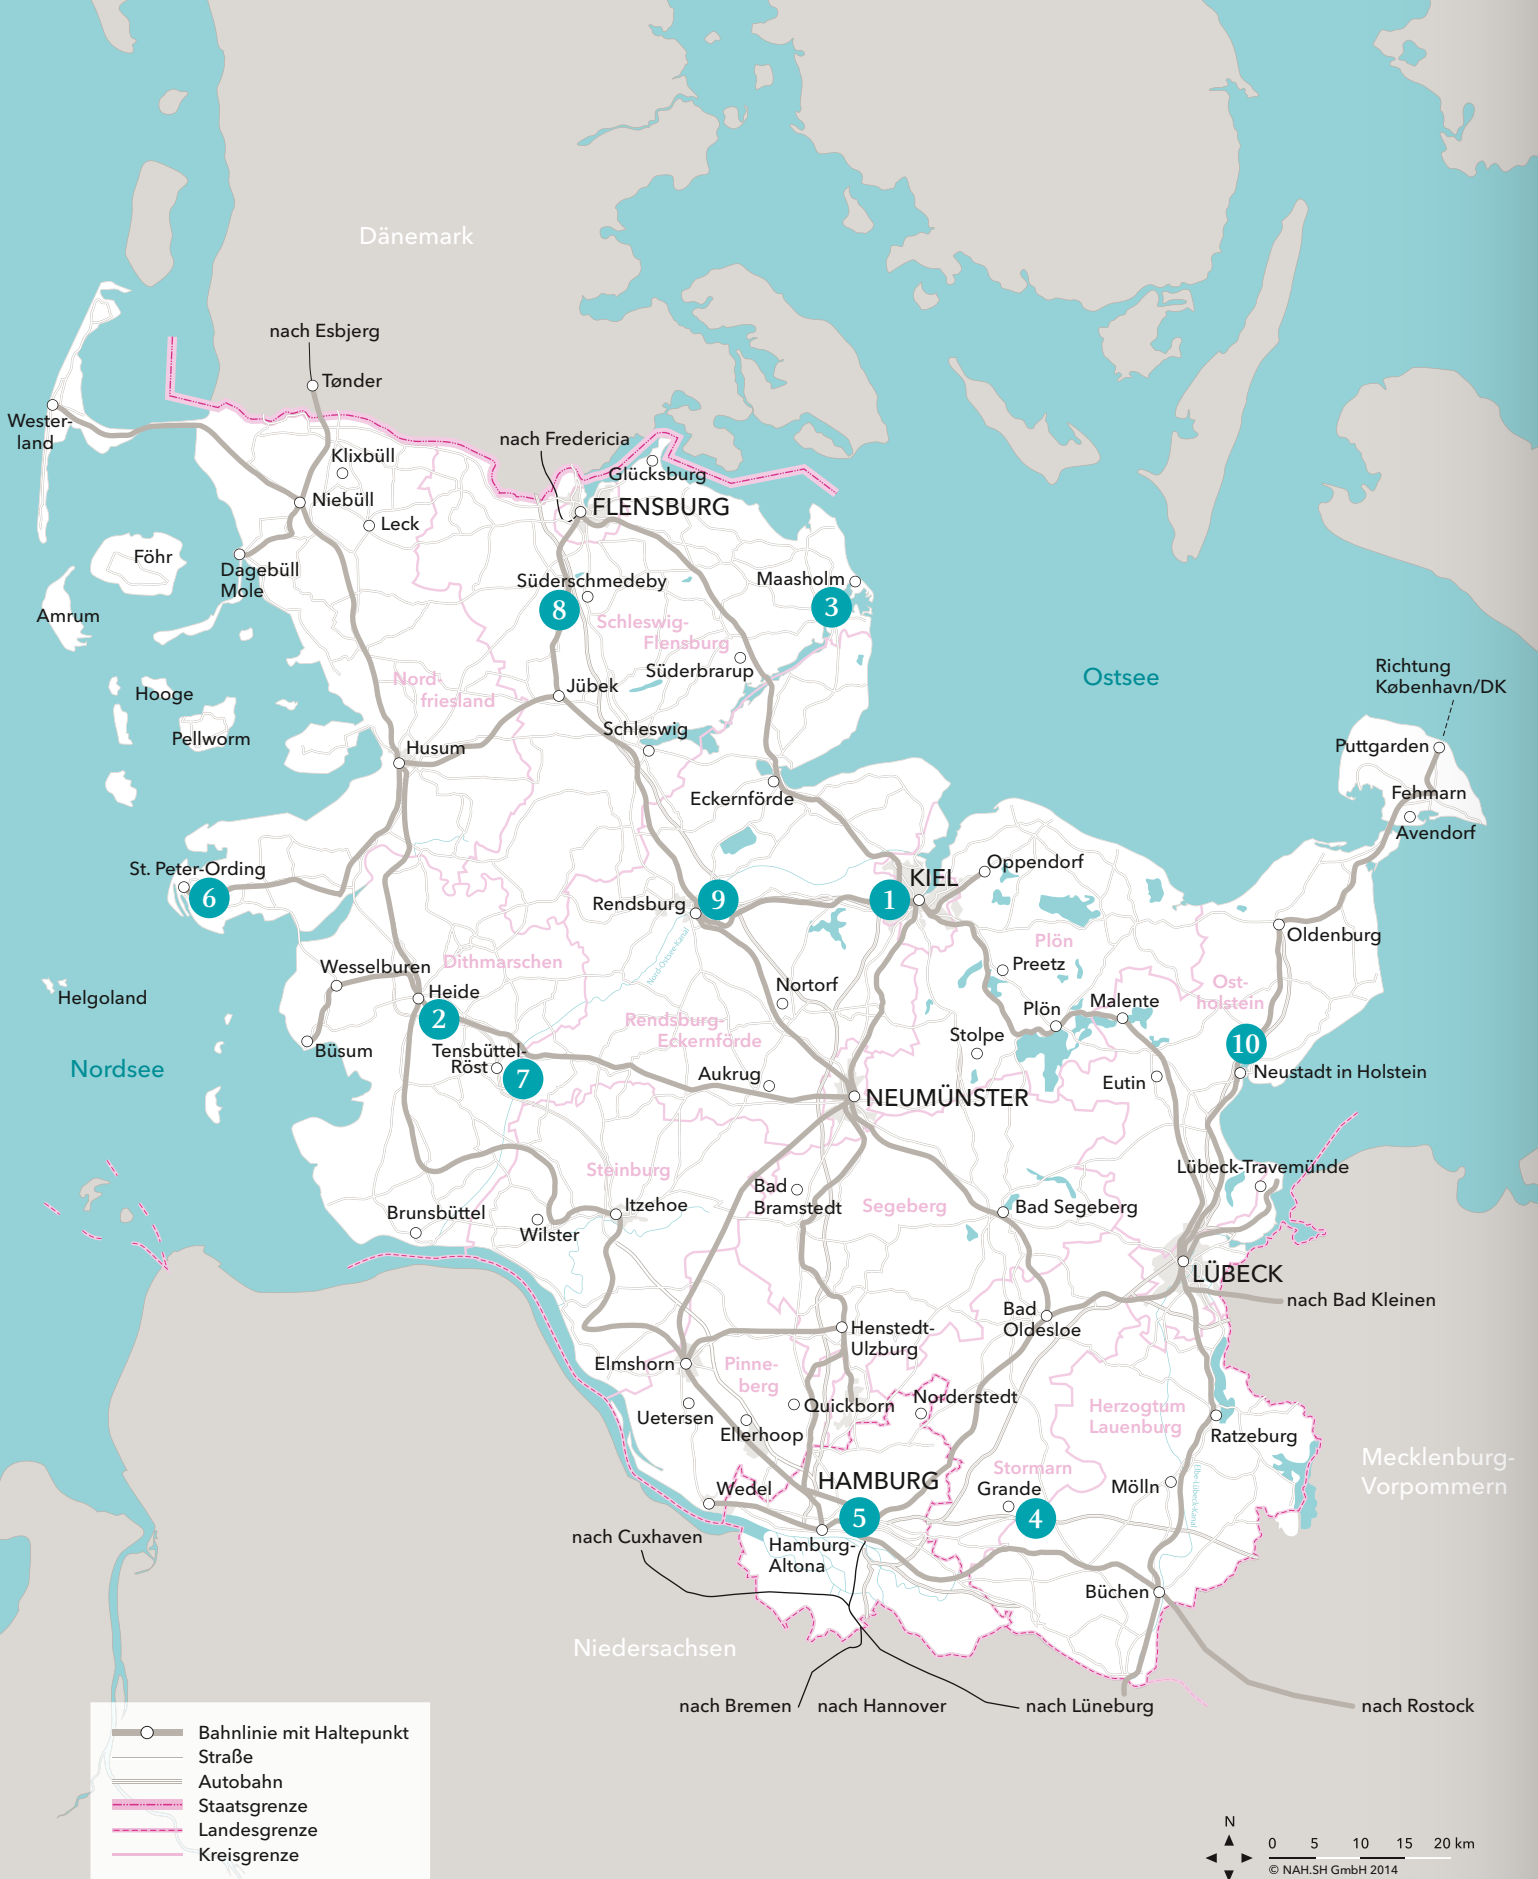 Dänemark
nach Esbjerg
Tønder
Wester-
land
nach Fredericia
Klixbüll
Glücksburg
Niebüll
FLENSBURG
Leck
Föhr
Dagebüll
Mole
Süderschmedeby
Maasholm
8
3
Amrum
Schleswig-
Flensburg
Süderbrarup
Ostsee
Richtung
København/DK
Nord-
friesland
Jübek
Hooge
Pellworm
Husum
Schleswig
Puttgarden
Eckernförde
Fehmarn
Avendorf
St. Peter-Ording
6
Oppendorf
KIEL
Rendsburg
9
1
Oldenburg
Plön
Nord-Ostsee-Kanal
Wesselburen
Dithmarschen
Preetz
Ost-
holstein
Helgoland
Heide
2
Nortorf
Plön
Malente
Rendsburg-
Eckernförde
Stolpe
10
Büsum
Tensbüttel-
Röst
7
Nordsee
Aukrug
Eutin
Neustadt in Holstein
NEUMÜNSTER
Steinburg
Lübeck-Travemünde
Bad
Bramstedt
Segeberg
Bad Segeberg
Brunsbüttel
Itzehoe
Wilster
LÜBECK
nach Bad Kleinen
Bad
Oldesloe
Henstedt-
Ulzburg
Elmshorn
Pinne-
berg
Quickborn
Norderstedt
Herzogtum
Lauenburg
Uetersen
Ellerhoop
Ratzeburg
Mecklenburg-
Vorpommern
Stormarn
HAMBURG
Wedel
Grande
Mölln
Elbe-Lübeck-Kanal
5
4
nach Cuxhaven
Hamburg-
Altona
Büchen
Niedersachsen
nach Bremen
nach Hannover
nach Lüneburg
nach Rostock
Bahnlinie mit Haltepunkt
Straße
Autobahn
Staatsgrenze
Landesgrenze
Kreisgrenze
N
0 5 10 15 20 km
© NAH.SH GmbH 2014